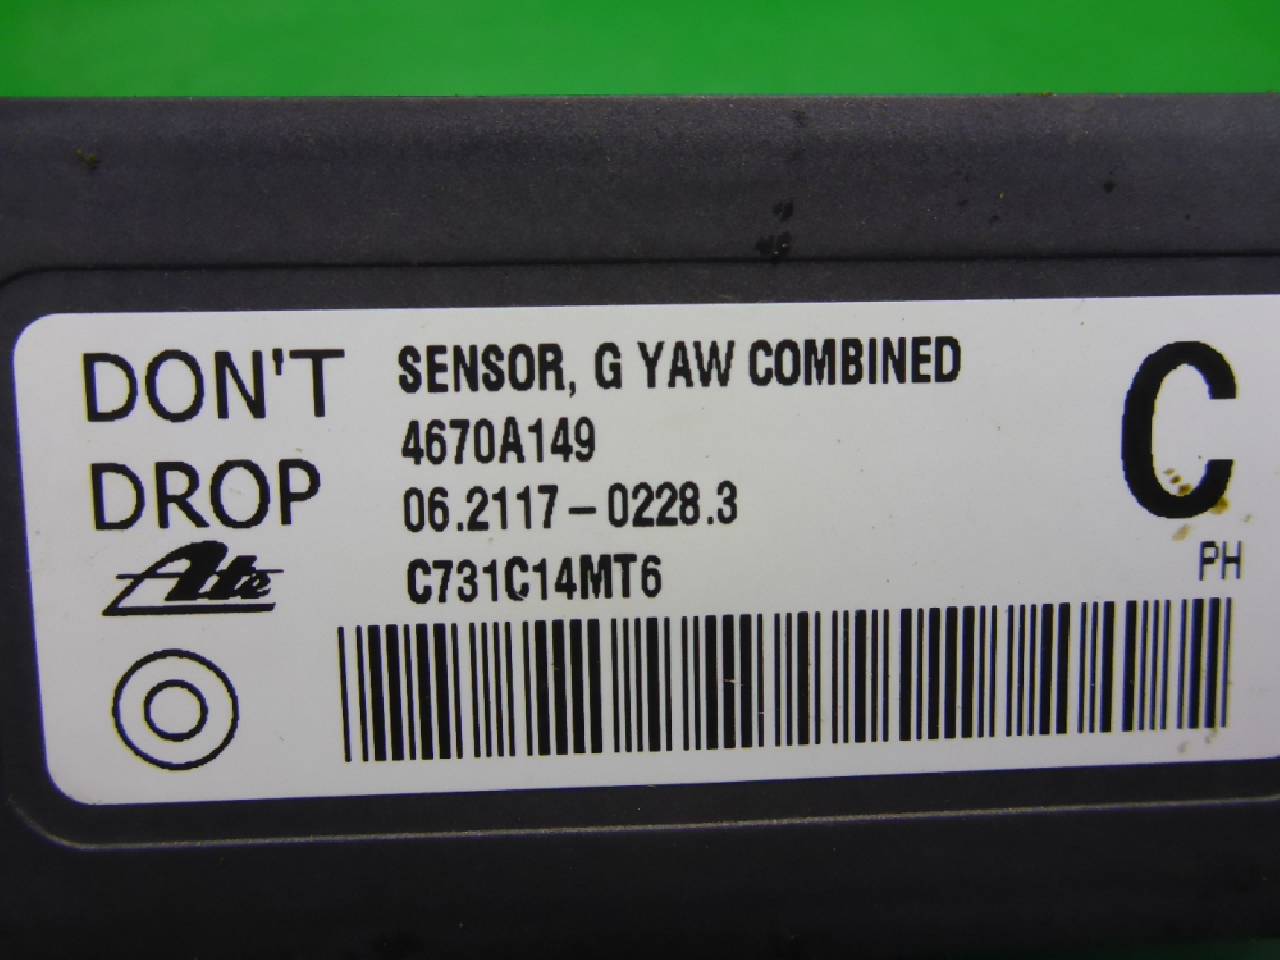 DON'T
DROP
Ate
SENSOR, G YAW COMBINED
4670A149
06.2117-0228.3
C731C14MT6
C
PH